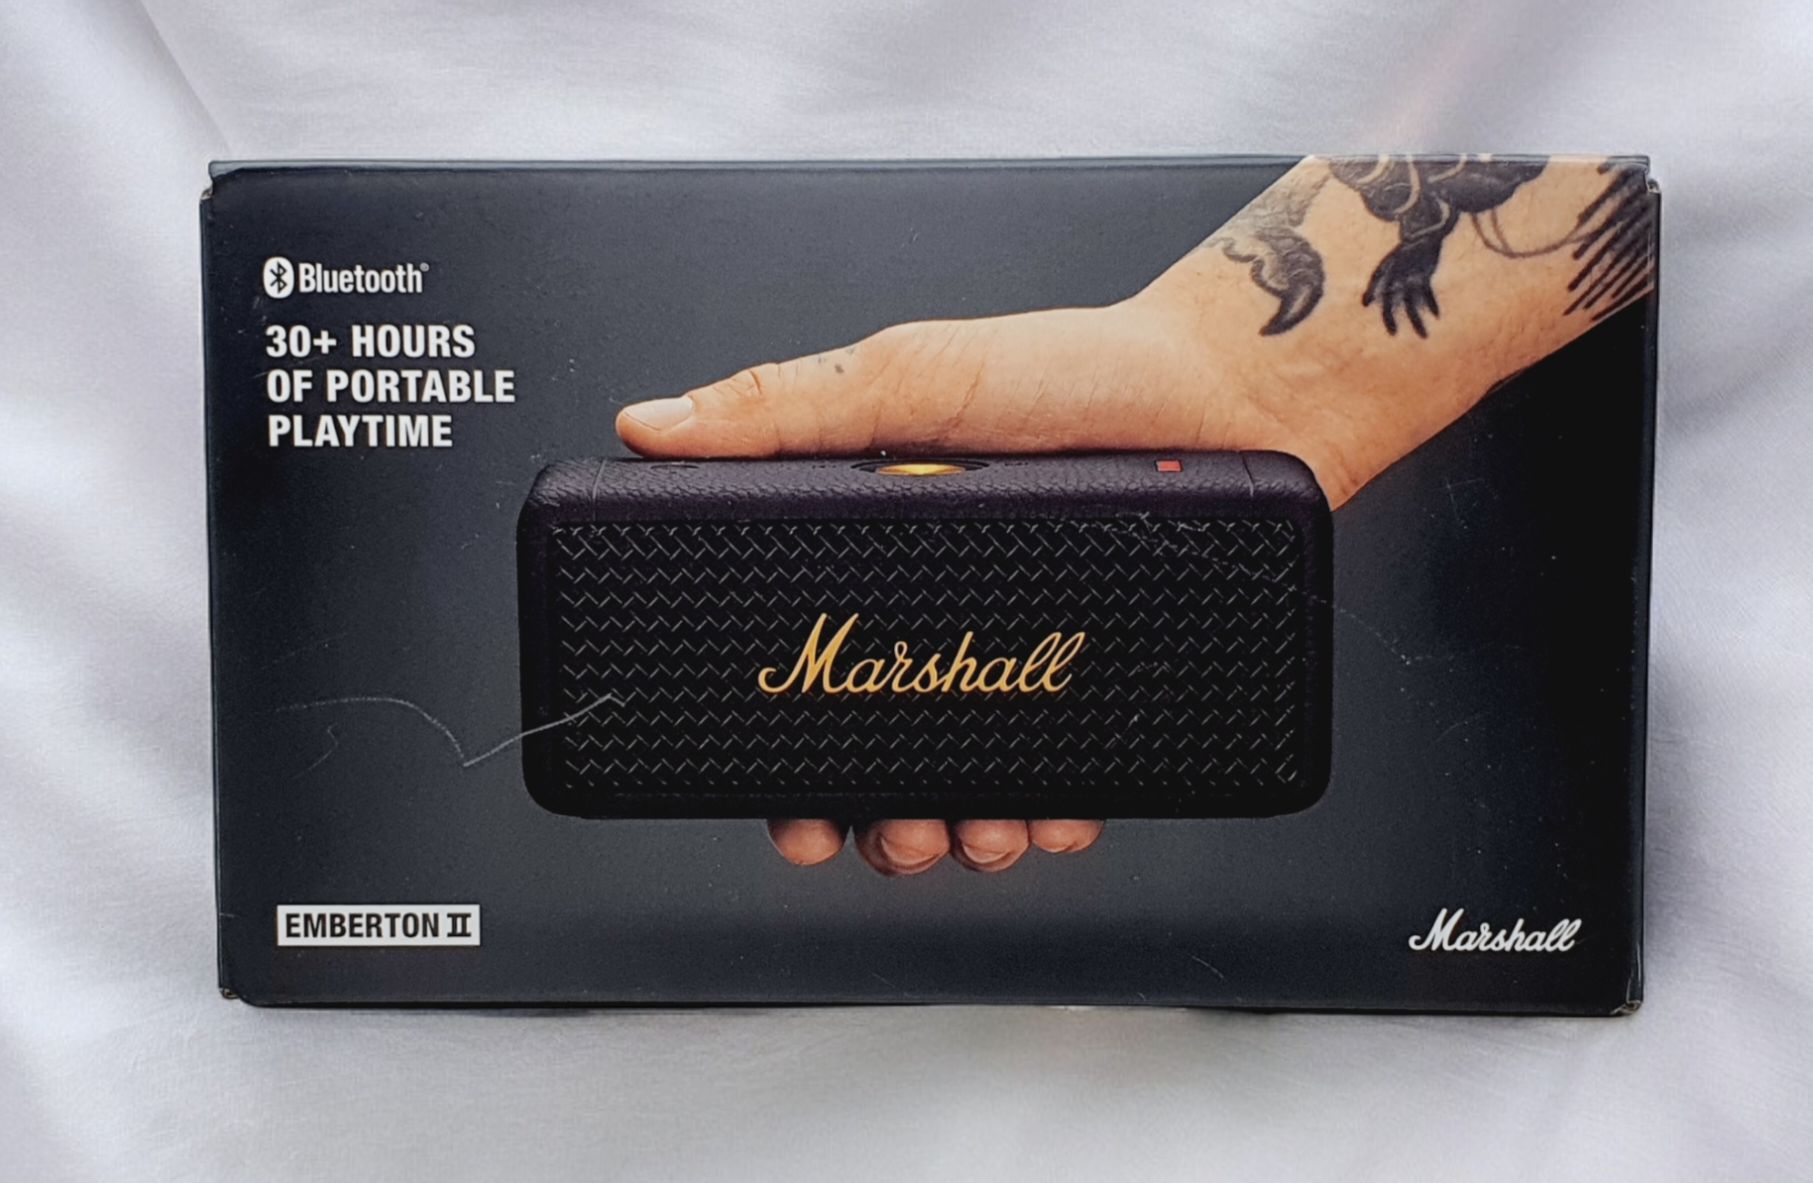 Bluetooth®
30+ HOURS
OF PORTABLE
PLAYTIME
Marshall
EMBERTON II
Marshall